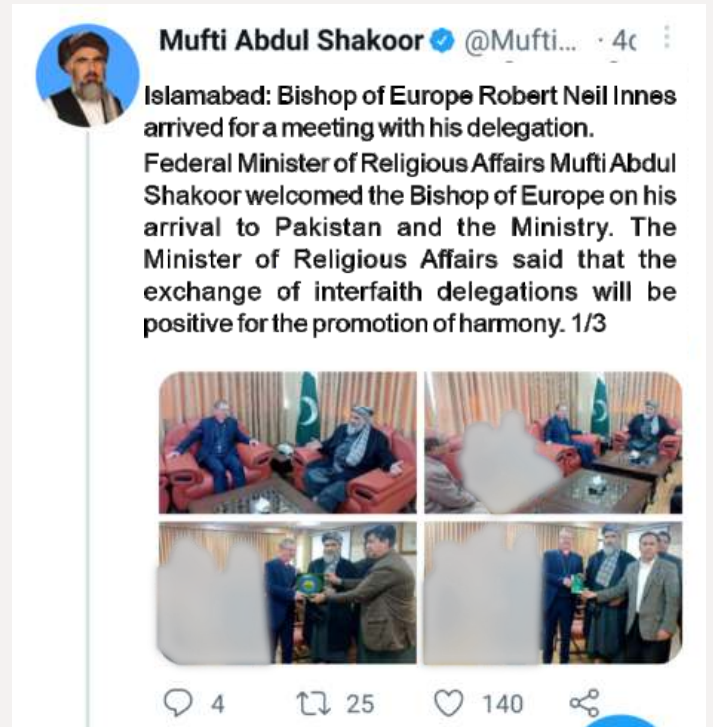 Mufti Abdul Shakoor @Mufti... · 4
Islamabad: Bishop of Europe Robert Neil Innes
arrived for a meeting with his delegation.
Federal Minister of Religious Affairs Mufti Abdul
Shakoor welcomed the Bishop of Europe on his
arrival to Pakistan and the Ministry. The
Minister of Religious Affairs said that the
exchange of interfaith delegations will be
positive for the promotion of harmony. 1/3
4 25 140